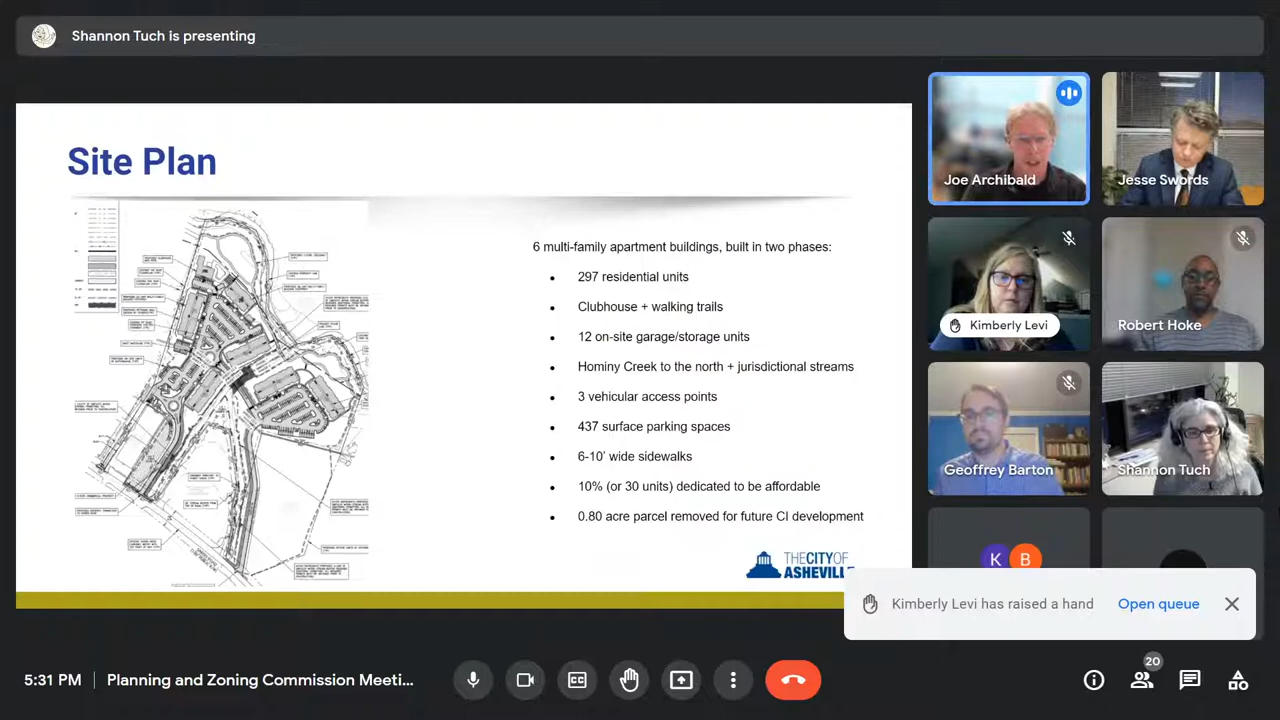 Shannon Tuch is presenting
Site Plan
6 multi-family apartment buildings, built in two phases:
• 297 residential units
• Clubhouse + walking trails
• 12 on-site garage/storage units
• Hominy Creek to the north + jurisdictional streams
• 3 vehicular access points
• 437 surface parking spaces
• 6-10' wide sidewalks
• 10% (or 30 units) dedicated to be affordable
• 0.80 acre parcel removed for future CI development
THE CITY OF
ASHEVILLE
Joe Archibald
Jesse Swords
Kimberly Levi
Robert Hoke
Geoffrey Barton
Shannon Tuch
K
B
Kimberly Levi has raised a hand
Open queue
5:31 PM
Planning and Zoning Commission Meeti...
CC
20